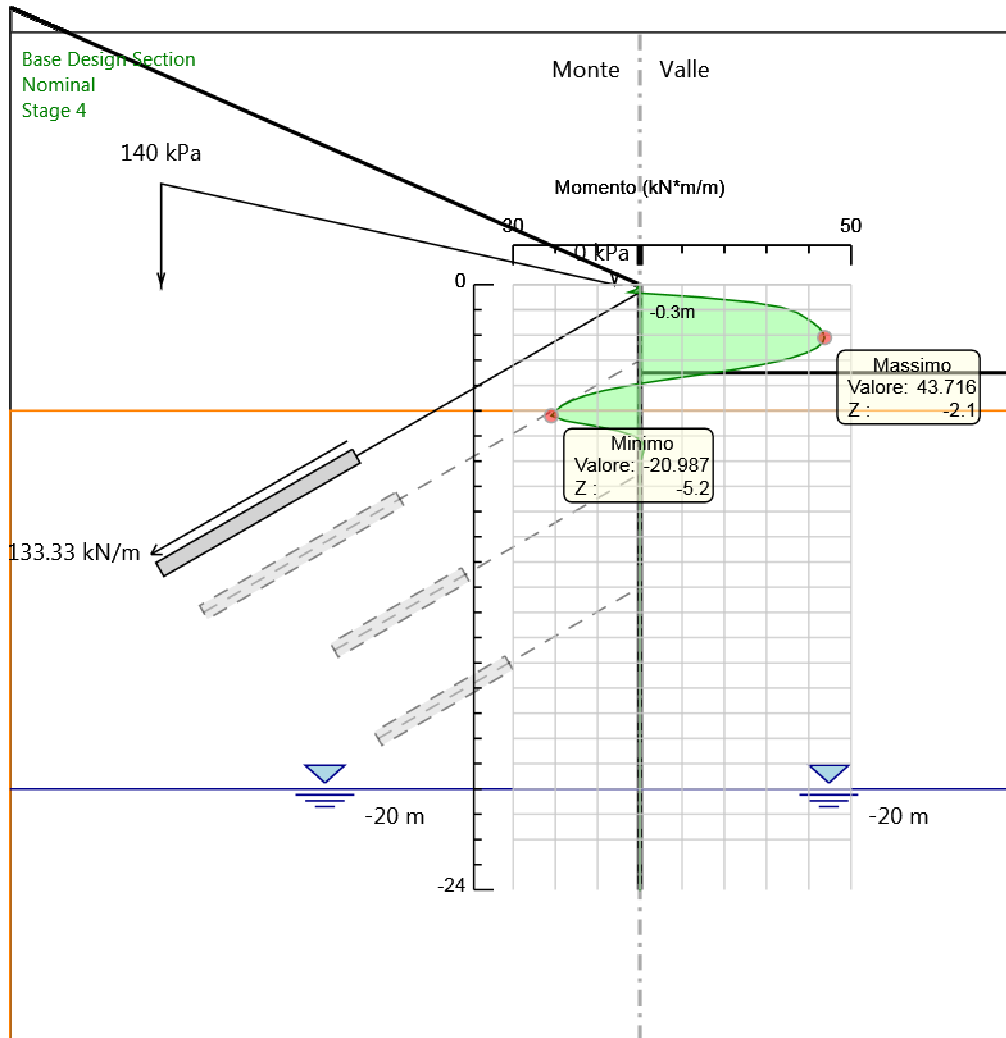 Base Design Section
Nominal
Stage 4
Monte
Valle
140 kPa
Momento (kN*m/m)
30
50
0 kPa
0
-0.3m
Massimo
Valore: 43.716
Z : -2.1
Minimo
Valore: -20.987
Z : -5.2
133.33 kN/m
-20 m
-20 m
-24